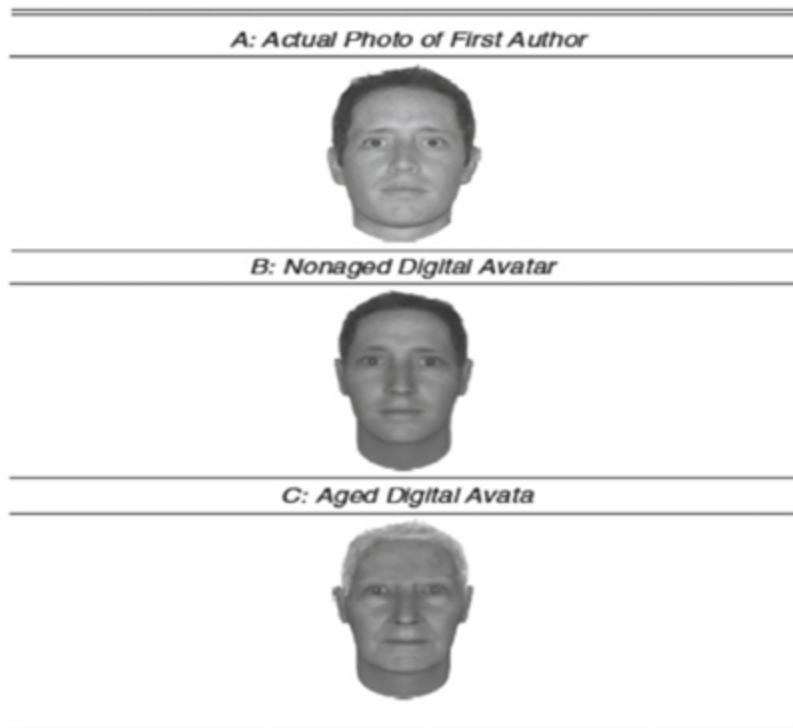 A: Actual Photo of First Author
B: Nonaged Digital Avatar
C: Aged Digital Avata